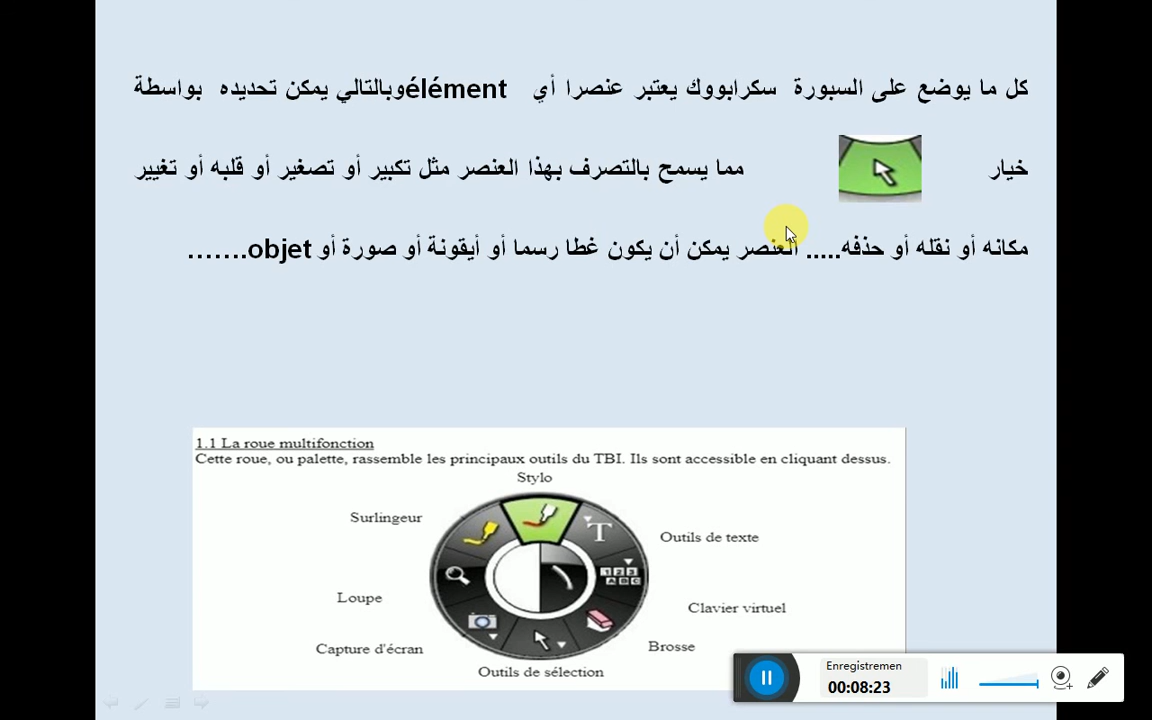 كل ما يوضع على السبورة سكرابووك يعتبر عنصرا أي élément وبالتالي يمكن تحديده بواسطة
خيار مما يسمح بالتصرف بهذا العنصر مثل تكبير أو تصغير أو قلبه أو تغيير
مكانه أو نقله أو حذفه..... العنصر يمكن أن يكون غطا رسما أو أيقونة أو صورة أو objet.......
1.1 La roue multifonction
Cette roue, ou palette, rassemble les principaux outils du TBI. Ils sont accessible en cliquant dessus.
Stylo
Surlingeur
T
Outils de texte
1 2 3
A B C
Loupe
Clavier virtuel
Capture d'écran
Brosse
Outils de sélection
Enregistremen
00:08:23